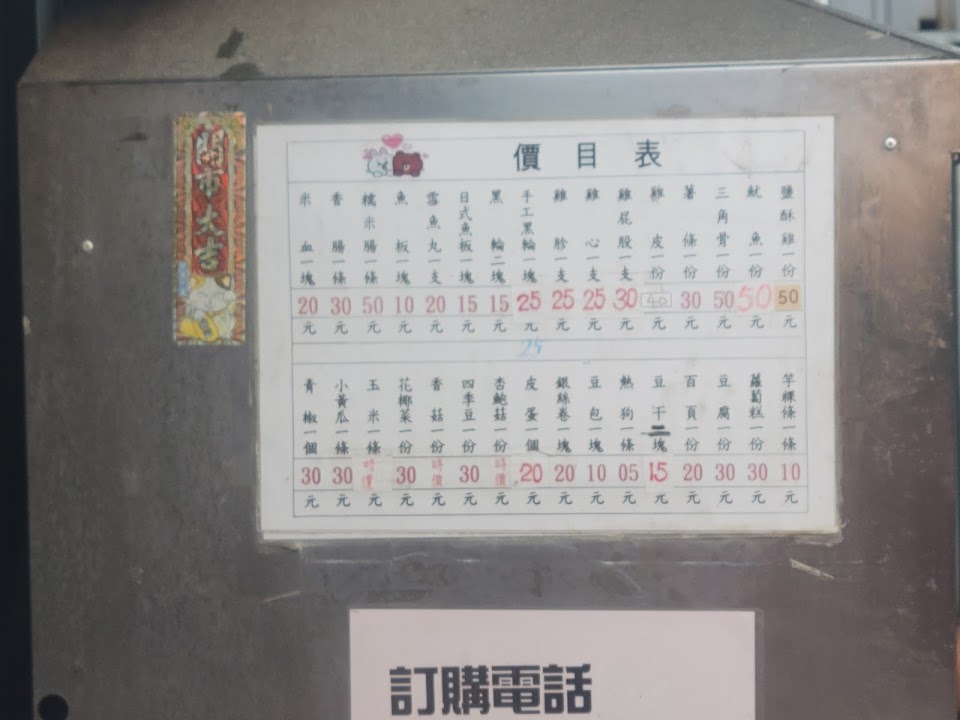 開市大吉
價目表
鹽酥雞一份 50元
魷魚一份 50元
三角骨一份 50元
薯條一份 30元
雞皮一份 40元
雞屁股一支 30元
雞心一支 25元
雞胗一支 25元
手工黑輪一塊 25元
黑輪二塊 15元
日式魚板一塊 15元
雪魚丸一支 20元
魚板一塊 10元
糯米腸一條 50元
香腸一條 30元
米血一塊 20元
25
竽粿條一條 10元
蘿蔔糕一份 30元
豆腐一份 30元
百頁一份 20元
豆干二塊 15元
熱狗一條 05元
豆包一塊 10元
銀絲卷一塊 20元
皮蛋一個 20元
杏鮑菇一份 時價元
四季豆一份 30元
香菇一份 時價元
花椰菜一份 30元
玉米一條 時價元
小黃瓜一條 30元
青椒一個 30元
訂購電話